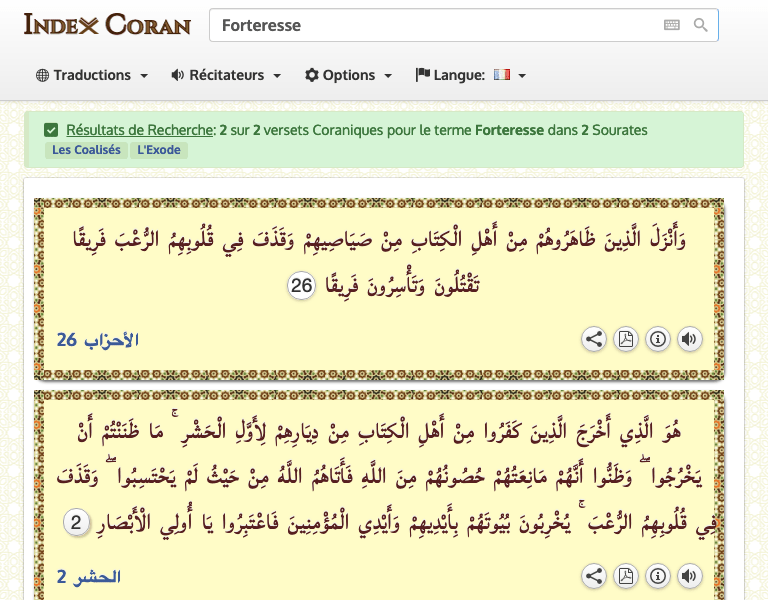 INDEX CORAN
Forteresse
Traductions
Récitateurs
Options
Langue:
Résultats de Recherche: 2 sur 2 versets Coraniques pour le terme Forteresse dans 2 Sourates
Les Coalisés L'Exode
وَأَنْزَلَ الَّذِينَ ظَاهَرُوهُمْ مِنْ أَهْلِ الْكِتَابِ مِنْ صَيَاصِيهِمْ وَقَذَفَ فِي قُلُوبِهِمُ الرُّعْبَ فَرِيقًا
تَقْتُلُونَ وَتَأْسِرُونَ فَرِيقًا 26
الأحزاب 26
هُوَ الَّذِي أَخْرَجَ الَّذِينَ كَفَرُوا مِنْ أَهْلِ الْكِتَابِ مِنْ دِيَارِهِمْ لِأَوَّلِ الْحَشْرِ ۚ مَا ظَنَنْتُمْ أَنْ
يَخْرُجُوا ۖ وَظَنُّوا أَنَّهُمْ مَانِعَتُهُمْ حُصُونُهُمْ مِنَ اللَّهِ فَأَتَاهُمُ اللَّهُ مِنْ حَيْثُ لَمْ يَحْتَسِبُوا ۖ وَقَذَفَ
فِي قُلُوبِهِمُ الرُّعْبَ ۚ يُخْرِبُونَ بُيُوتَهُمْ بِأَيْدِيهِمْ وَأَيْدِي الْمُؤْمِنِينَ فَاعْتَبِرُوا يَا أُولِي الْأَبْصَارِ 2
الحشر 2